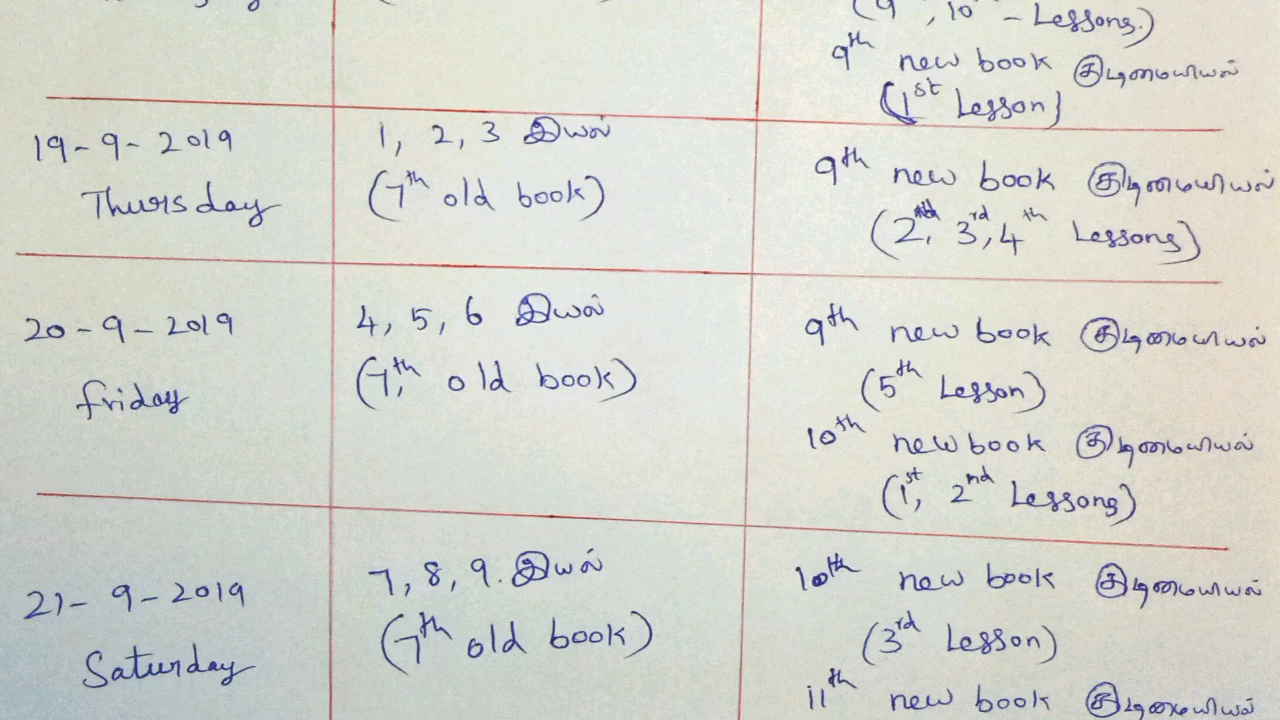 (9th, 10th - Lessons.)
9th new book குடிமையியல்
(1st Lesson)
19-9-2019
Thursday
1, 2, 3 இயல்
(7th old book)
9th new book குடிமையியல்
(2nd, 3rd, 4th Lessons)
20-9-2019
friday
4, 5, 6 இயல்
(7th old book)
9th new book குடிமையியல்
(5th Lesson)
10th new book குடிமையியல்
(1st, 2nd Lessons)
21-9-2019
Saturday
7, 8, 9. இயல்
(7th old book)
10th new book குடிமையியல்
(3rd Lesson)
11th new book குடிமையியல்